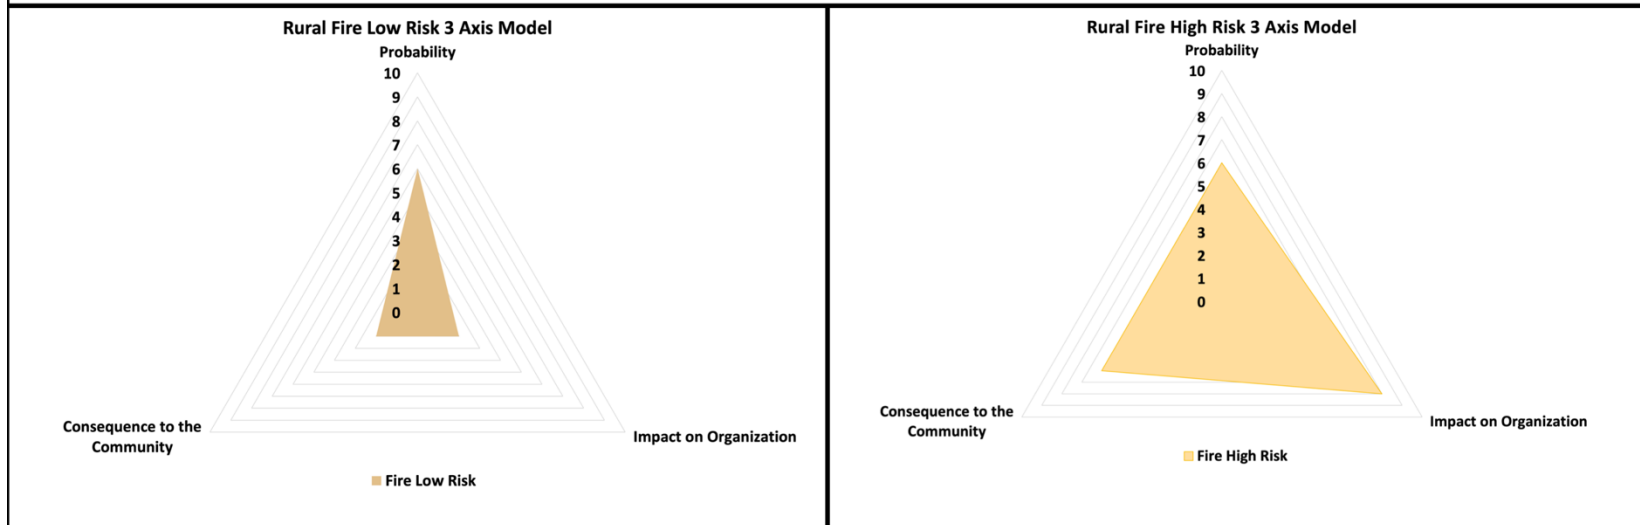 Rural Fire Low Risk 3 Axis Model
Probability
10
9
8
7
6
5
4
3
2
1
0
Consequence to the
Community
Impact on Organization
Fire Low Risk
Rural Fire High Risk 3 Axis Model
Probability
10
9
8
7
6
5
4
3
2
1
0
Consequence to the
Community
Impact on Organization
Fire High Risk